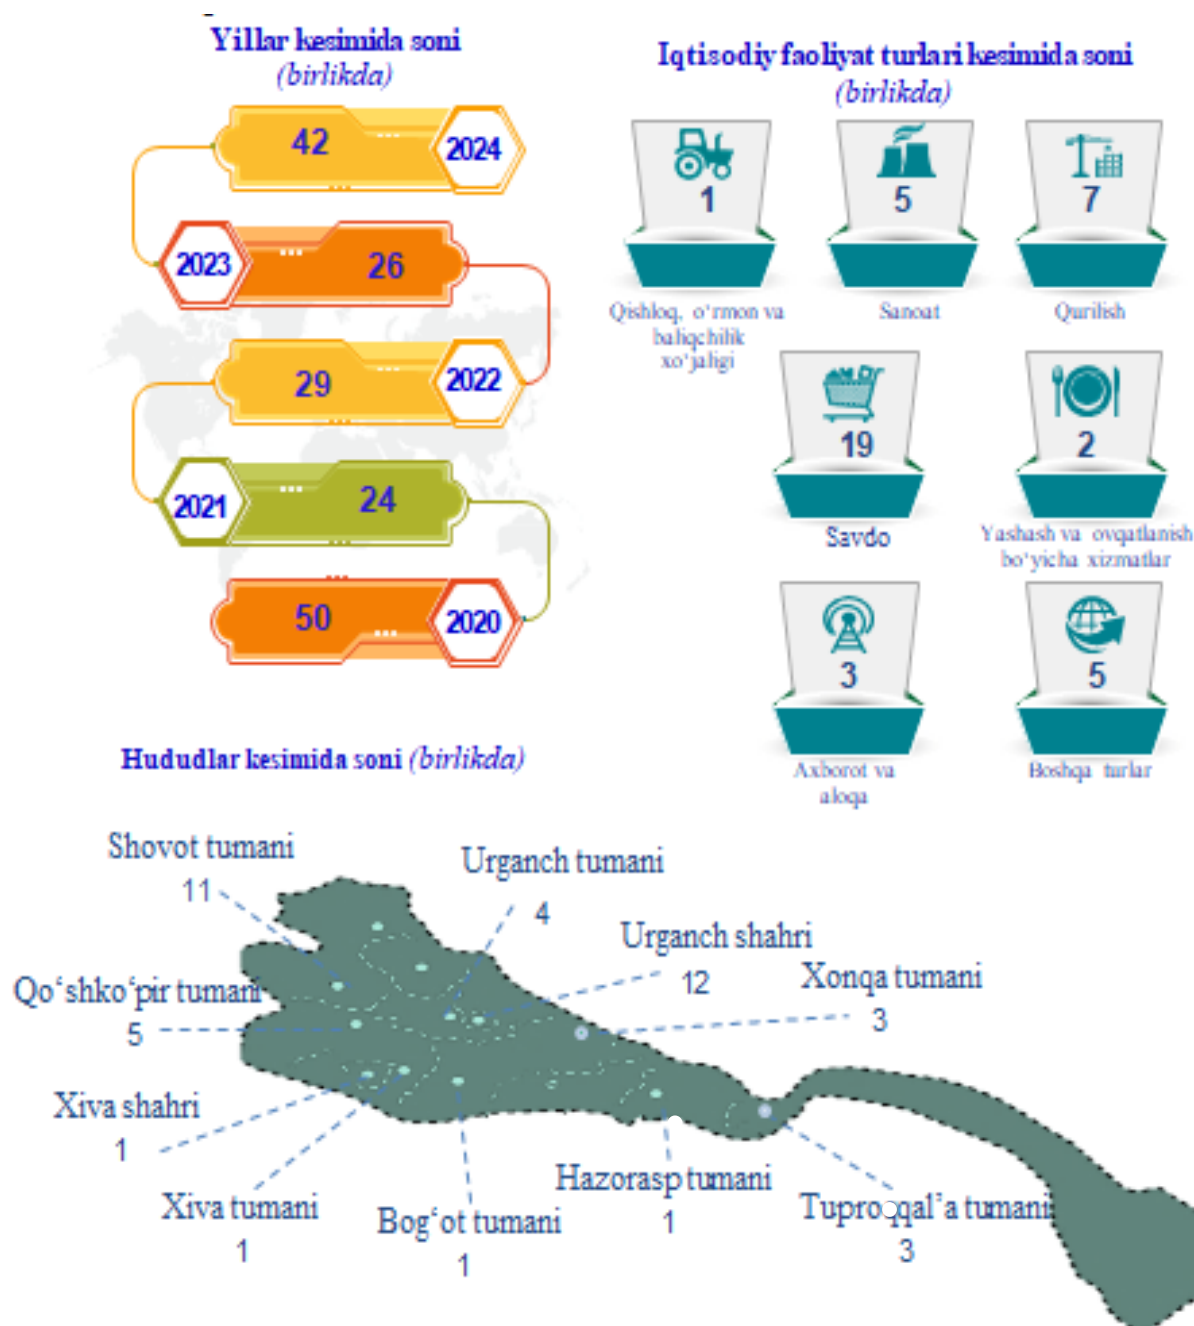 Yillar kesimida soni
(birlikda)
42
2024
2023
26
29
2022
2021
24
50
2020
Iqtisodiy faoliyat turlari kesimida soni
(birlikda)
1
5
7
Qishloq, o‘rmon va
baliqchilik
xo‘jaligi
Sanoat
Qurilish
19
2
Savdo
Yashash va ovqatlanish
bo‘yicha xizmatlar
3
5
Axborot va
aloqa
Boshqa turlar
Hududlar kesimida soni (birlikda)
Shovot tumani
11
Urganch tumani
4
Urganch shahri
12
Xonqa tumani
3
Qo‘shko‘pir tumani
5
Xiva shahri
1
Xiva tumani
1
Bog‘ot tumani
1
Hazorasp tumani
1
Tuproqqal’a tumani
3